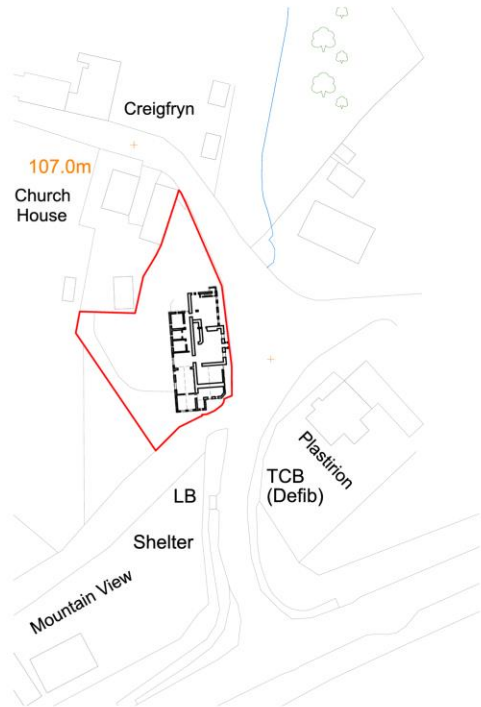 Creigfryn
107.0m
Church
House
Plastirion
TCB
(Defib)
LB
Shelter
Mountain View